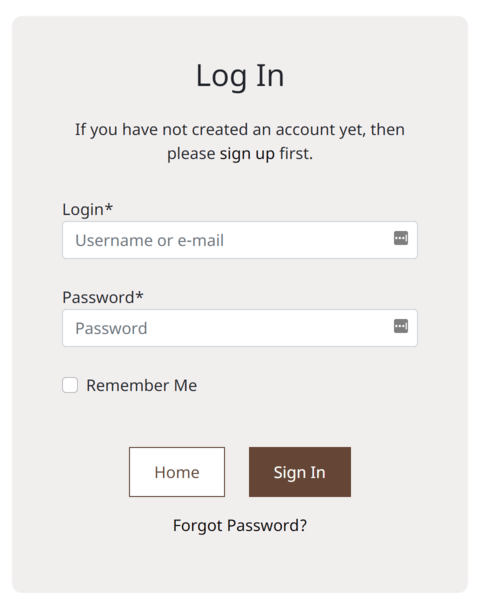 Log In
If you have not created an account yet, then
please sign up first.
Login*
Username or e-mail
Password*
Password
Remember Me
Home
Sign In
Forgot Password?